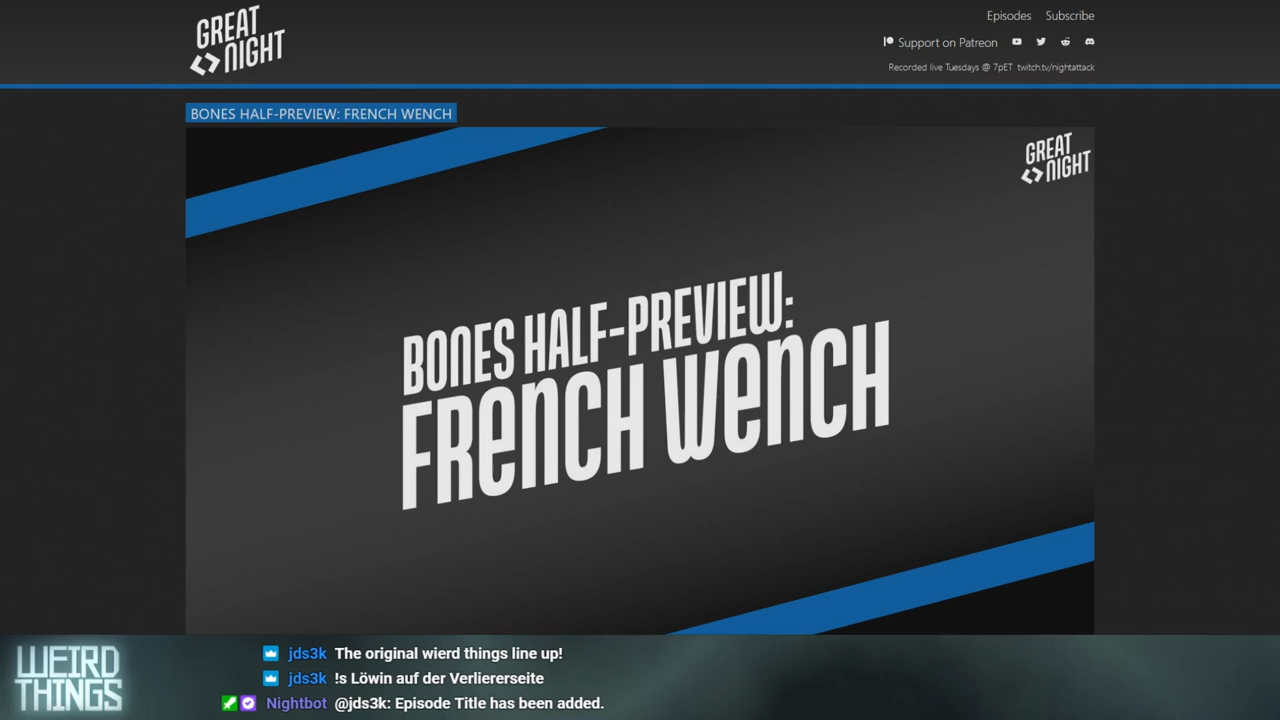 GREAT
NIGHT
Episodes Subscribe
Support on Patreon
Recorded live Tuesdays @ 7pET twitch.tv/nightattack
BONES HALF-PREVIEW: FRENCH WENCH
GREAT
NIGHT
BONES HALF-PREVIEW:
FRENCH WENCH
WEIRD
THINGS
jds3k The original wierd things line up!
jds3k !s Löwin auf der Verliererseite
Nightbot @jds3k: Episode Title has been added.